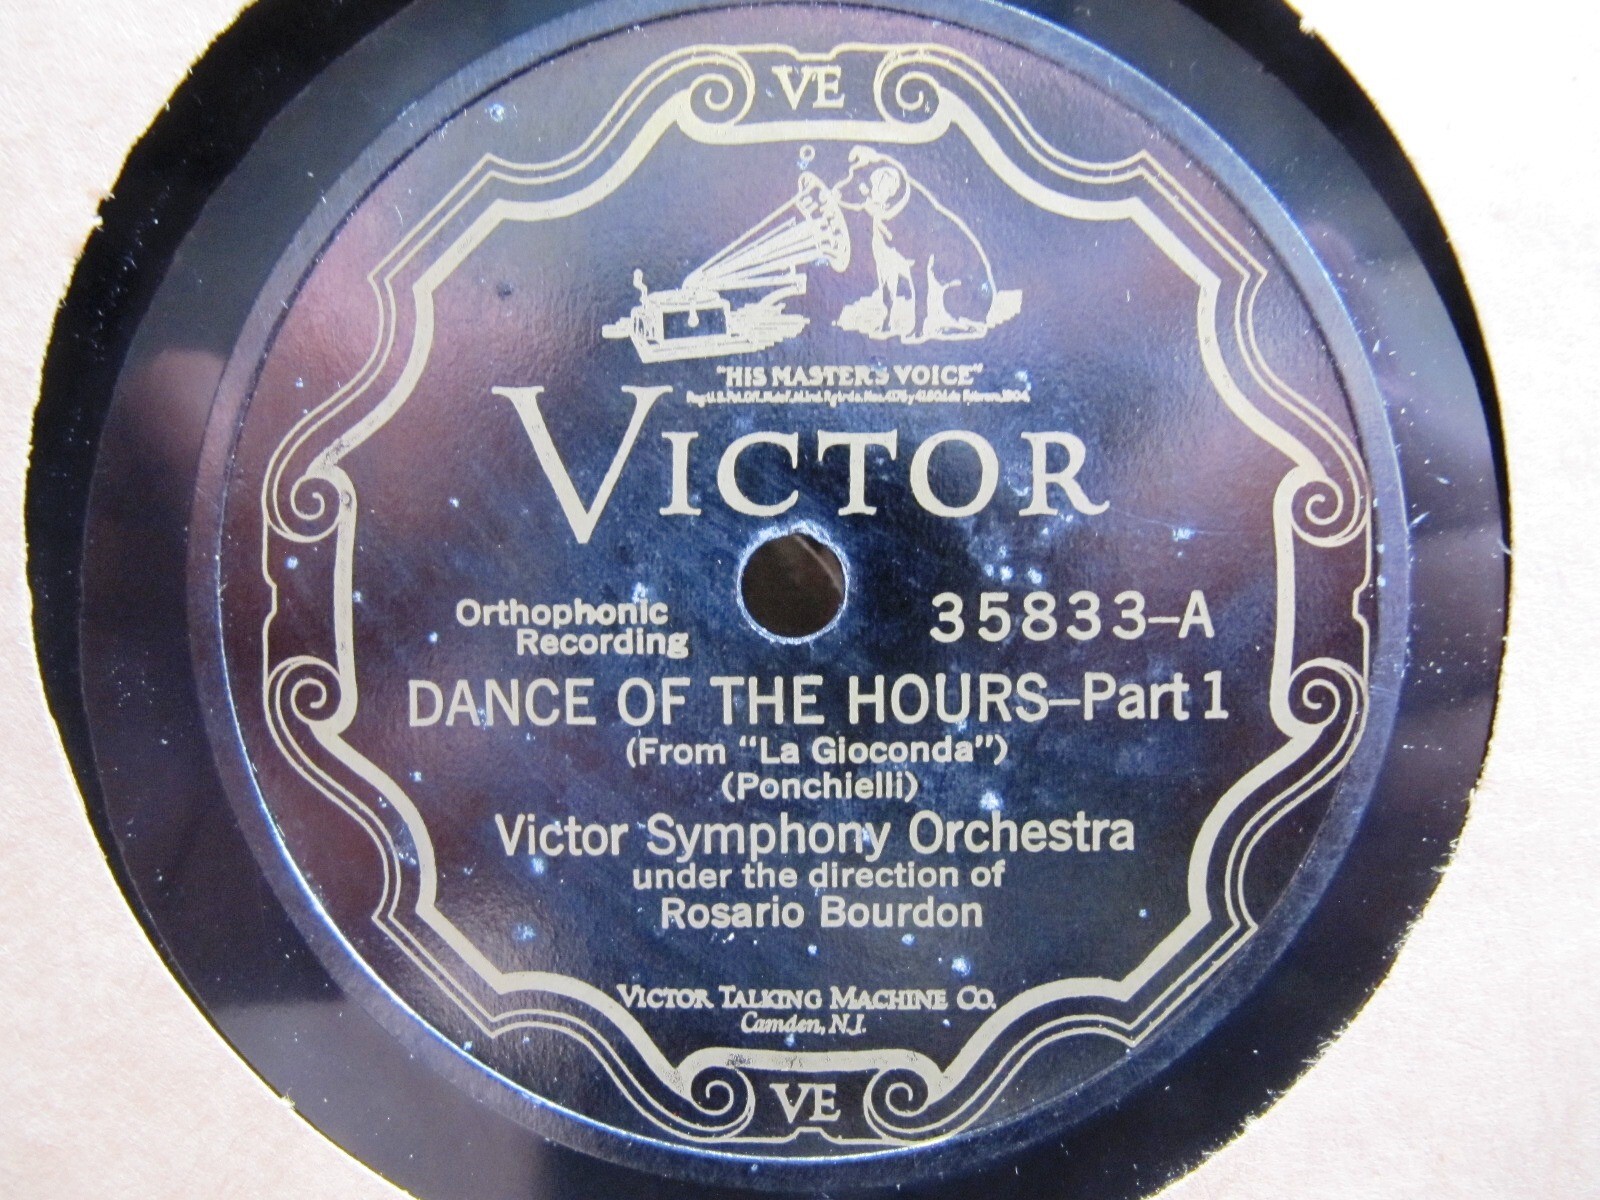 VE
"HIS MASTER'S VOICE"
VICTOR
Orthophonic
Recording
35833-A
DANCE OF THE HOURS-Part 1
(From "La Gioconda")
(Ponchielli)
Victor Symphony Orchestra
under the direction of
Rosario Bourdon
VICTOR TALKING MACHINE CO.
Camden, N.J.
VE